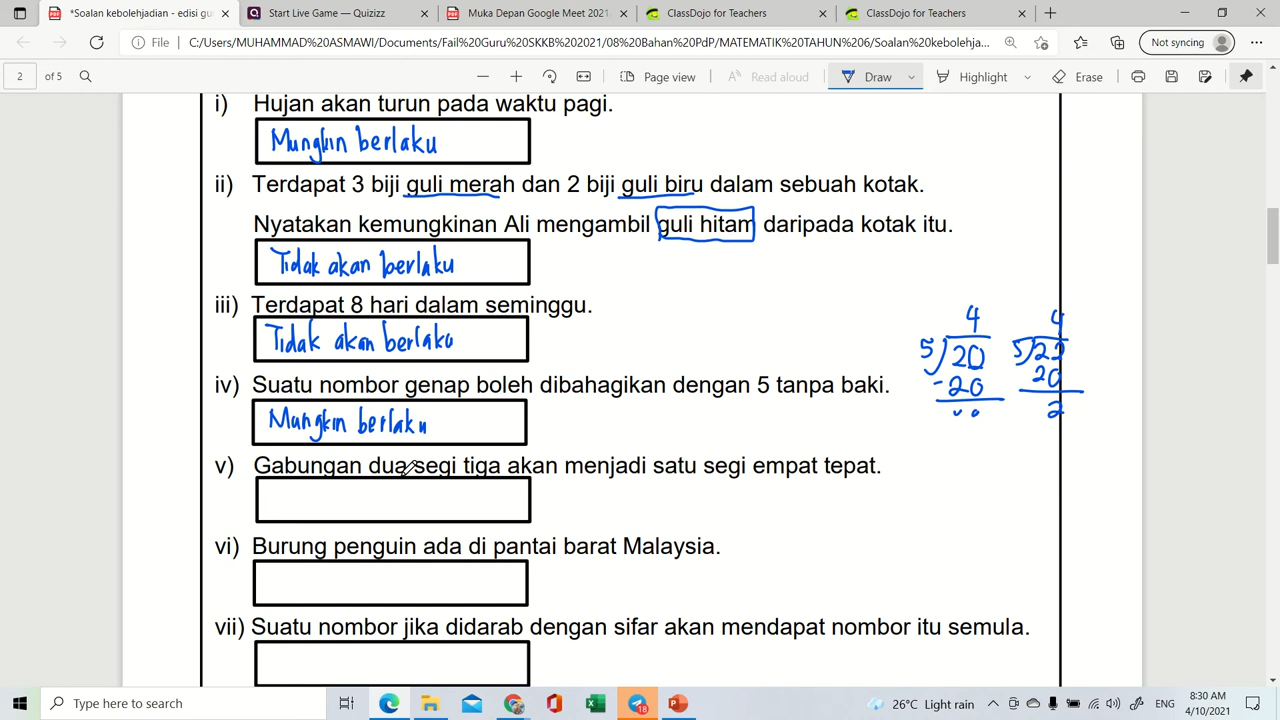 *Soalan kebolehjadian - edisi gu
Start Live Game — Quizizz
Muka Depan Google Meet 2021
ClassDojo for Teachers
ClassDojo for Teachers
File
C:/Users/MUHAMMAD%20ASMAWI/Documents/Fail%20Guru%20SKKB%202021/08%20Bahan%20PdP/MATEMATIK%20TAHUN%206/Soalan%20kebolehja...
Not syncing
2 of 5
Page view
Read aloud
Draw
Highlight
Erase
i) Hujan akan turun pada waktu pagi.
Mungkin berlaku
ii) Terdapat 3 biji guli merah dan 2 biji guli biru dalam sebuah kotak.
Nyatakan kemungkinan Ali mengambil guli hitam daripada kotak itu.
Tidak akan berlaku
iii) Terdapat 8 hari dalam seminggu.
Tidak akan berlaku
4 4
5 20 5 22
-20 20
2
iv) Suatu nombor genap boleh dibahagikan dengan 5 tanpa baki.
Mungkin berlaku
v) Gabungan dua segi tiga akan menjadi satu segi empat tepat.
vi) Burung penguin ada di pantai barat Malaysia.
vii) Suatu nombor jika didarab dengan sifar akan mendapat nombor itu semula.
Type here to search
18
26°C Light rain
ENG
8:30 AM
4/10/2021